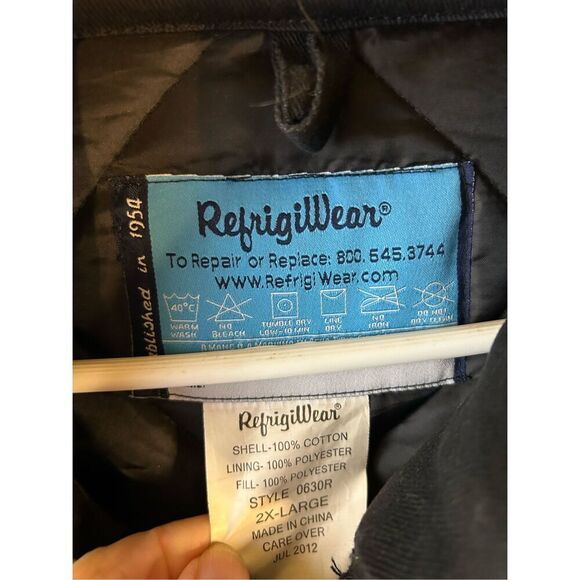 Established in 1954
RefrigiWear®
To Repair or Replace: 800.545.3744
www.RefrigiWear.com
40°C
WARM WASH
NO BLEACH
TUMBLE DRY LOW-10 MIN
LINE DRY
NO IRON
DO NOT DRY CLEAN
RefrigiWear®
SHELL-100% COTTON
LINING- 100% POLYESTER
FILL- 100% POLYESTER
STYLE 0630R
2X-LARGE
MADE IN CHINA
CARE OVER
JUL 2012